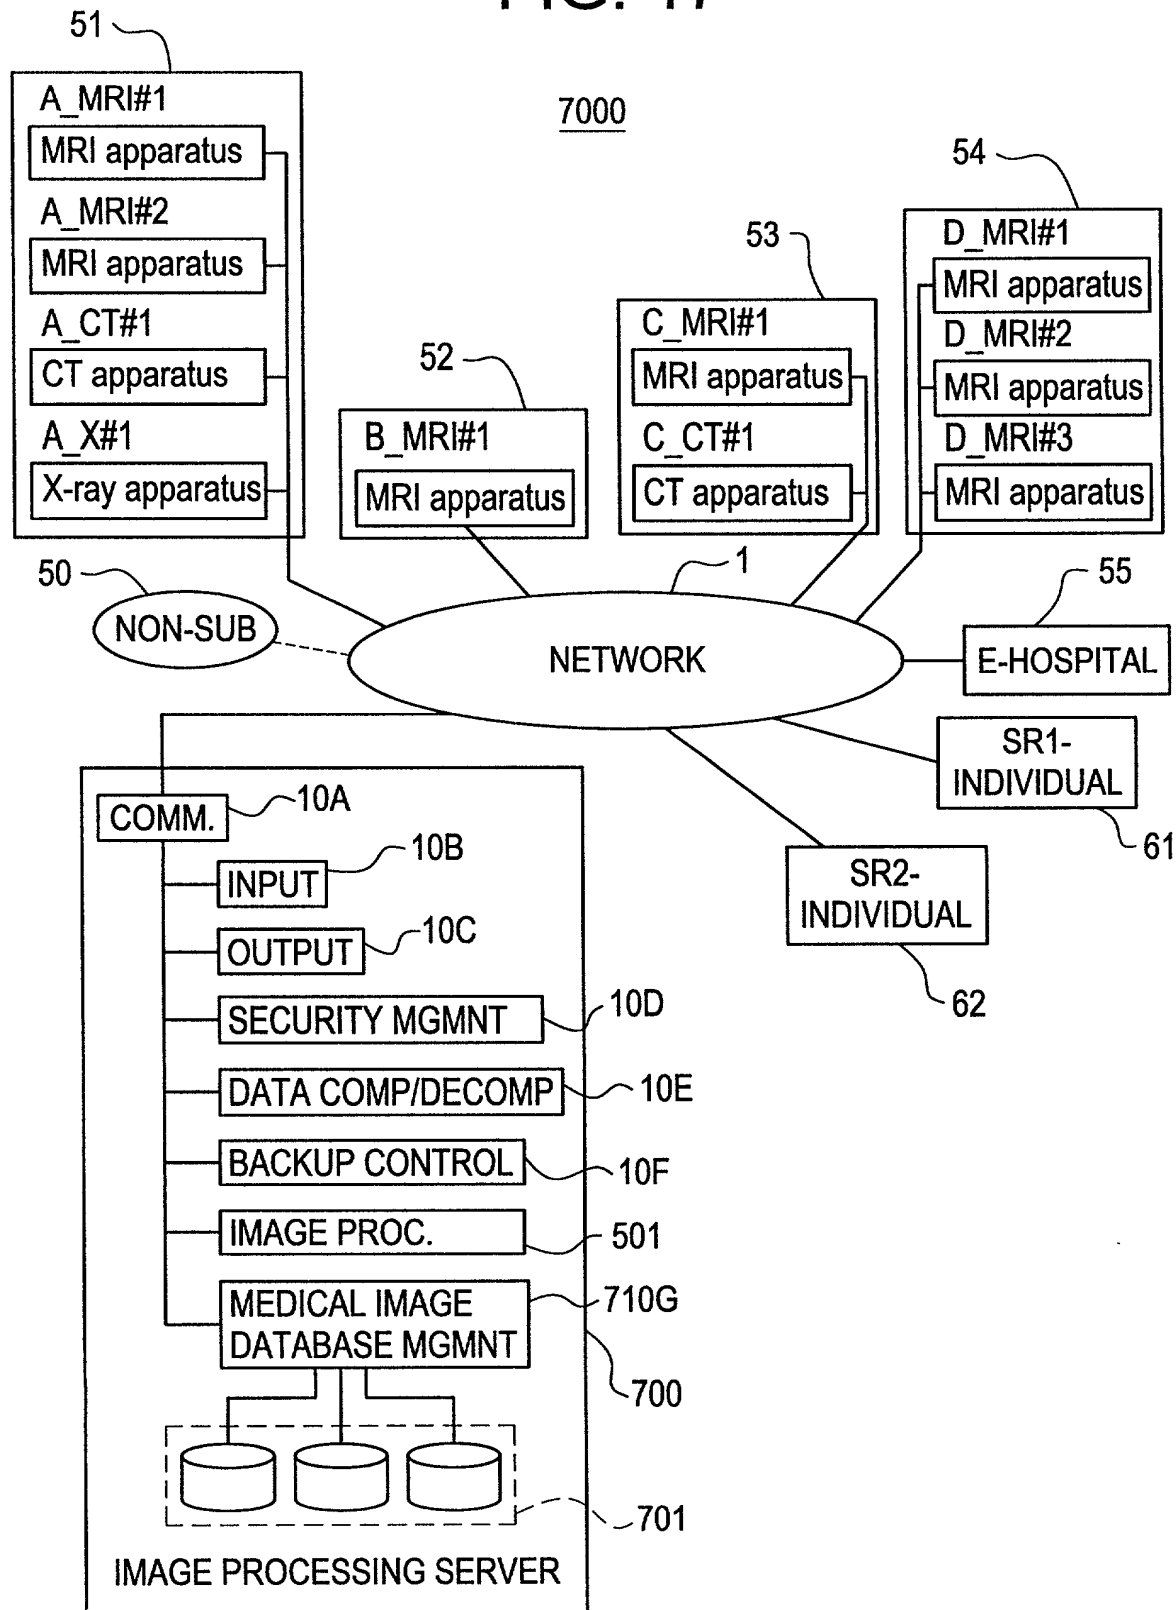 51
7000
A_MRI#1
MRI apparatus
A_MRI#2
MRI apparatus
A_CT#1
CT apparatus
A_X#1
X-ray apparatus
52
B_MRI#1
MRI apparatus
53
C_MRI#1
MRI apparatus
C_CT#1
CT apparatus
54
D_MRI#1
MRI apparatus
D_MRI#2
MRI apparatus
D_MRI#3
MRI apparatus
50
NON-SUB
1
NETWORK
55
E-HOSPITAL
SR1-
INDIVIDUAL
61
SR2-
INDIVIDUAL
62
COMM.
10A
INPUT
10B
OUTPUT
10C
SECURITY MGMNT
10D
DATA COMP/DECOMP
10E
BACKUP CONTROL
10F
IMAGE PROC.
501
MEDICAL IMAGE
DATABASE MGMNT
710G
700
701
IMAGE PROCESSING SERVER